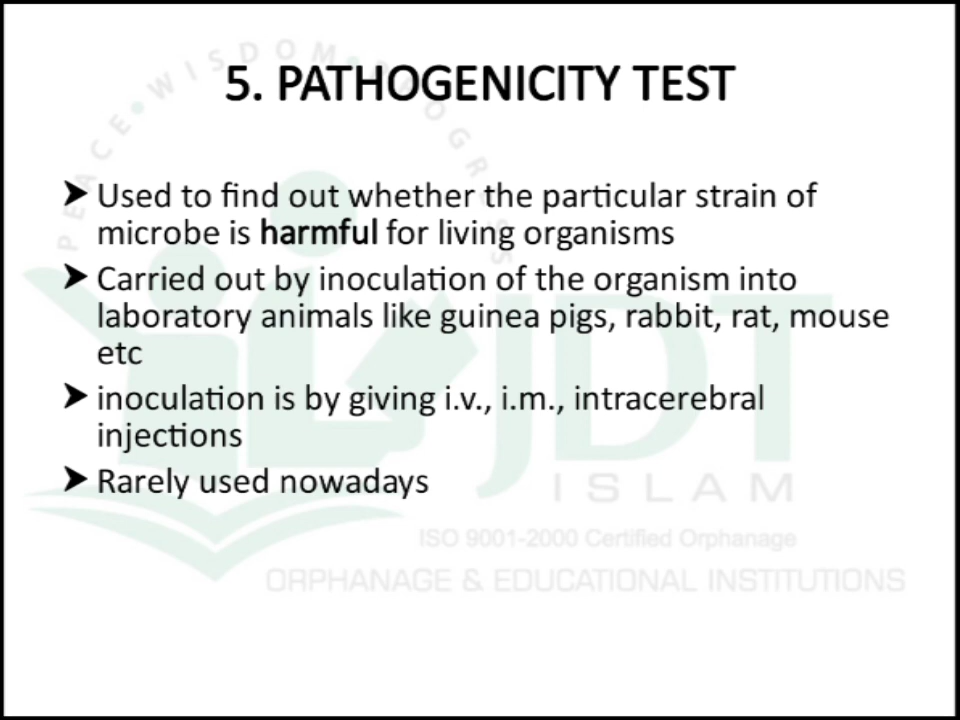 5. PATHOGENICITY TEST
➤ Used to find out whether the particular strain of
microbe is harmful for living organisms
➤ Carried out by inoculation of the organism into
laboratory animals like guinea pigs, rabbit, rat, mouse
etc
➤ inoculation is by giving i.v., i.m., intracerebral
injections
➤ Rarely used nowadays
PEACE • WISDOM • PROGRESS
JDT
ISLAM
ISO 9001-2000 Certified Orphanage
ORPHANAGE & EDUCATIONAL INSTITUTIONS